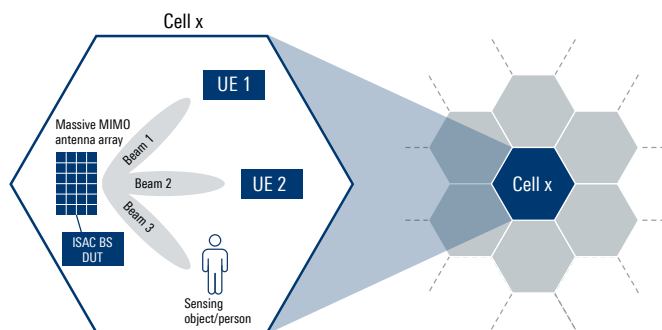 Cell x
UE 1
Massive MIMO
antenna array
Beam 1
Beam 2
UE 2
Beam 3
ISAC BS
DUT
Sensing
object/person
Cell x